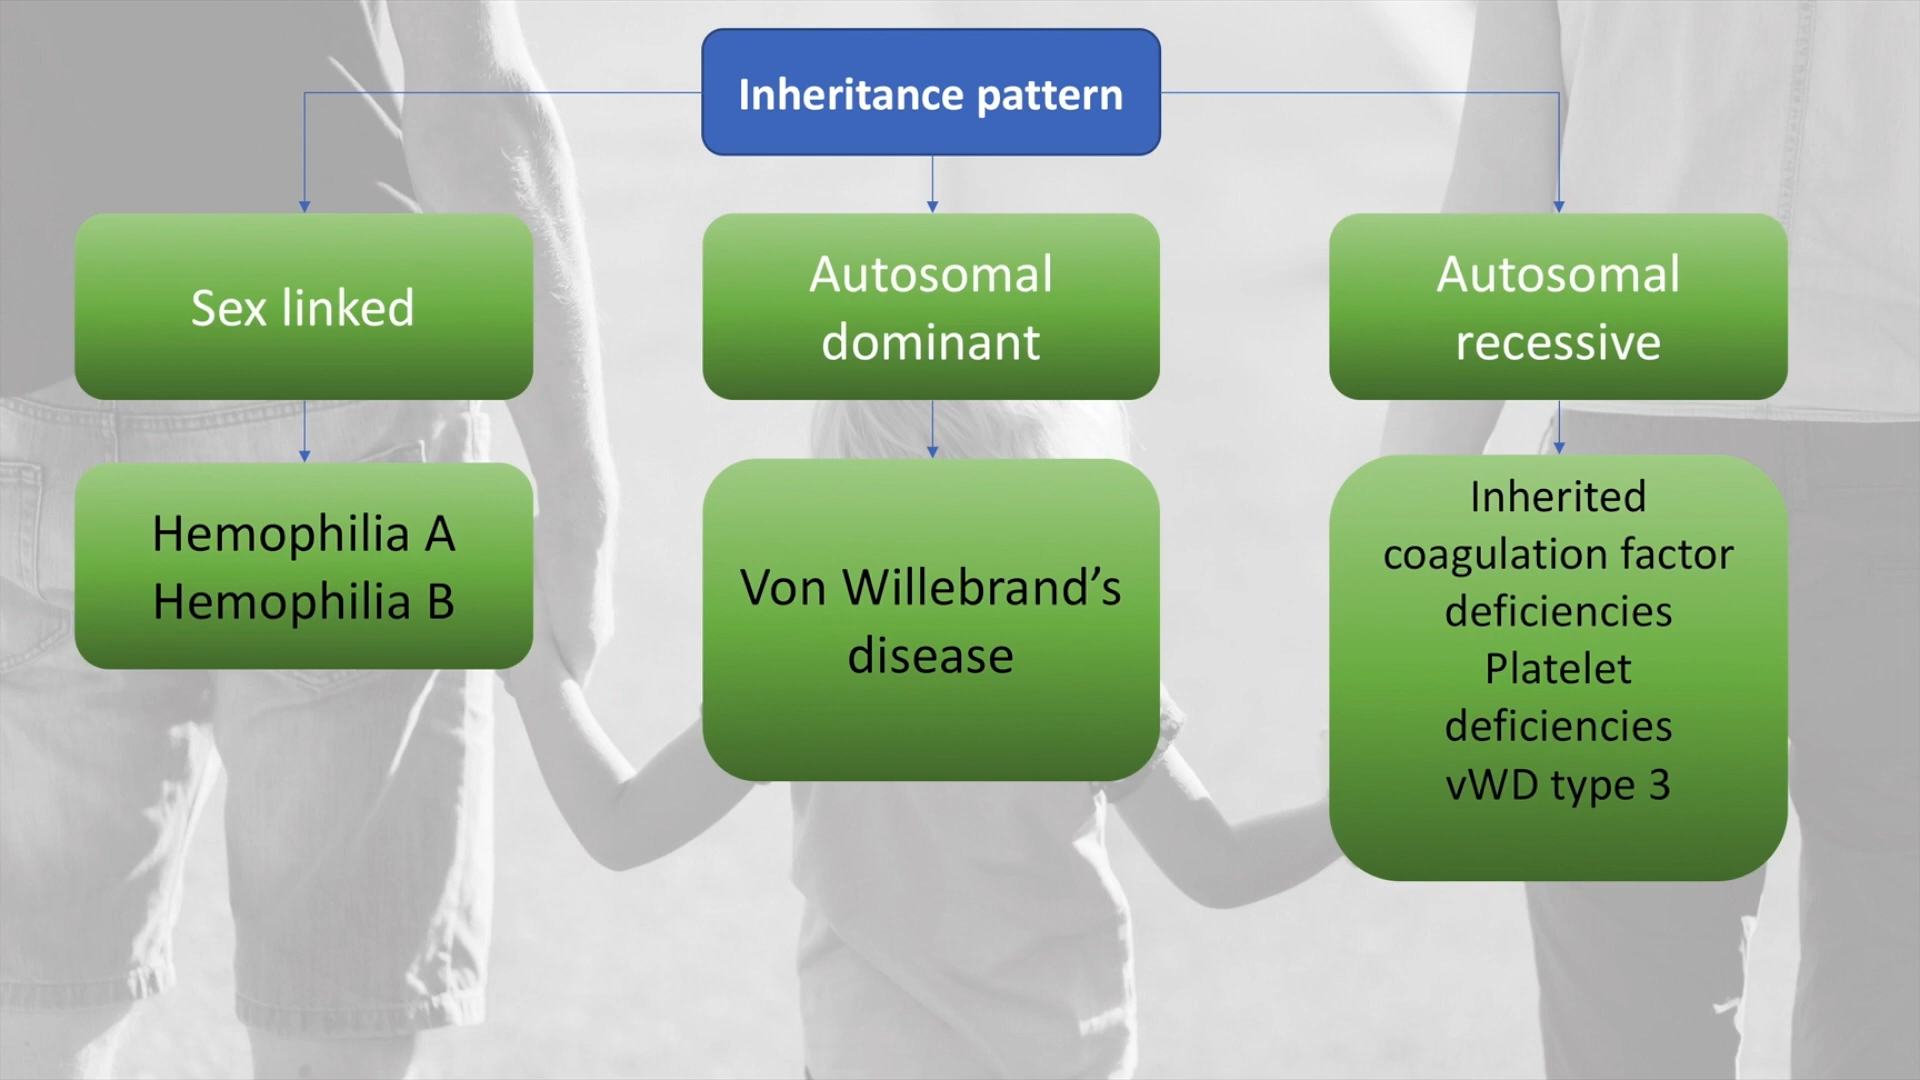 Inheritance pattern
Sex linked
Autosomal
dominant
Autosomal
recessive
Hemophilia A
Hemophilia B
Von Willebrand’s
disease
Inherited
coagulation factor
deficiencies
Platelet
deficiencies
vWD type 3